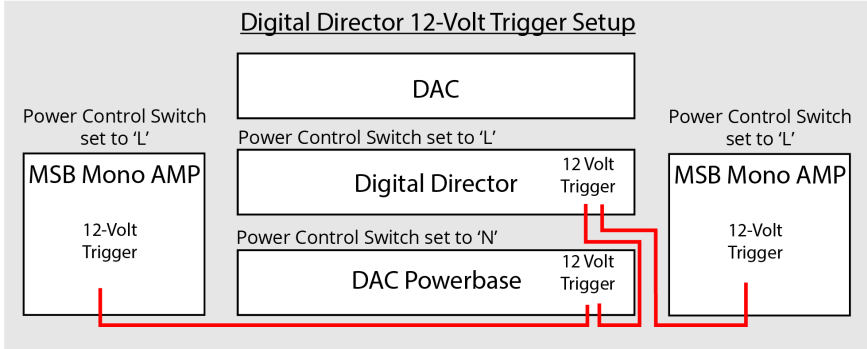 Digital Director 12-Volt Trigger Setup
DAC
Power Control Switch
set to ‘L’
MSB Mono AMP
12-Volt
Trigger
Power Control Switch set to ‘L’
Digital Director
12 Volt
Trigger
Power Control Switch set to ‘N’
DAC Powerbase
12 Volt
Trigger
Power Control Switch
set to ‘L’
MSB Mono AMP
12-Volt
Trigger